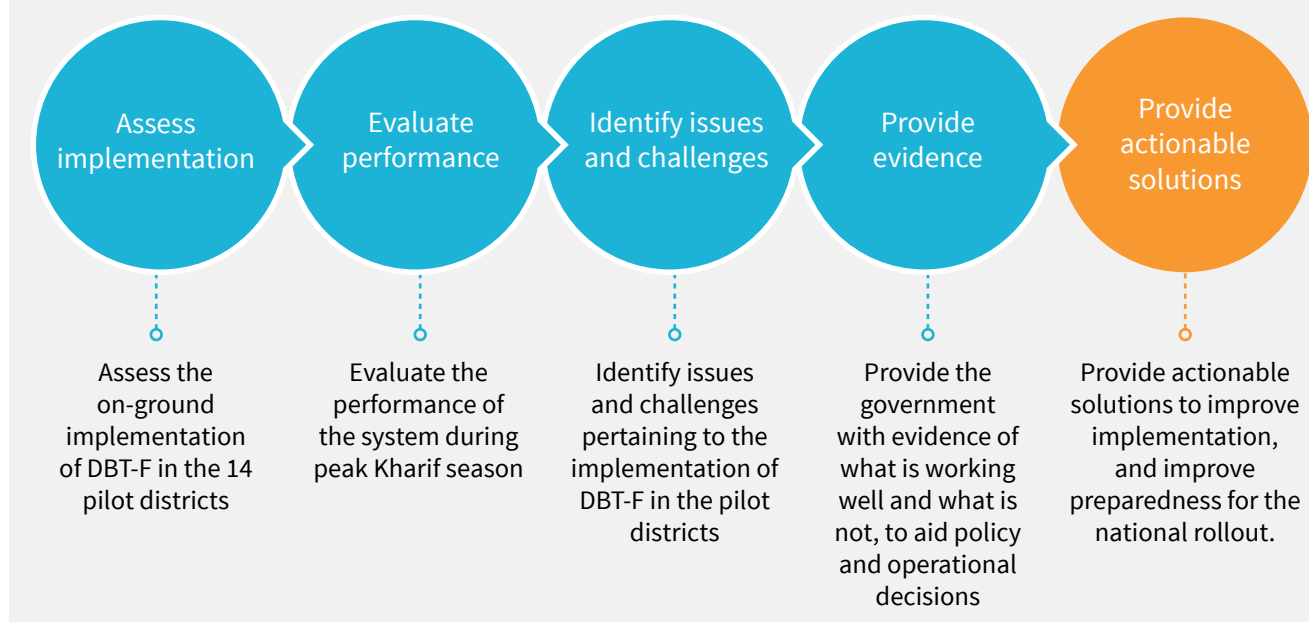 Assess
implementation
Evaluate
performance
Identify issues
and challenges
Provide
evidence
Provide
actionable
solutions
Assess the
on-ground
implementation
of DBT-F in the 14
pilot districts
Evaluate the
performance of
the system during
peak Kharif season
Identify issues
and challenges
pertaining to the
implementation of
DBT-F in the pilot
districts
Provide the
government
with evidence of
what is working
well and what is
not, to aid policy
and operational
decisions
Provide actionable
solutions to improve
implementation,
and improve
preparedness for the
national rollout.